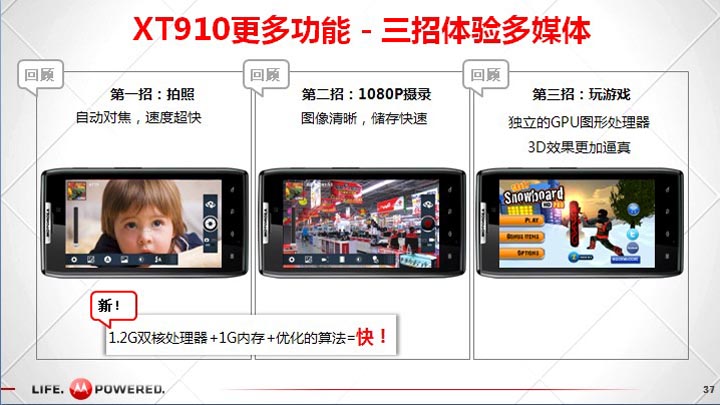 XT910更多功能 - 三招体验多媒体
回顾
第一招：拍照
自动对焦，速度超快
回顾
第二招：1080P摄录
图像清晰，储存快速
回顾
第三招：玩游戏
独立的GPU图形处理器
3D效果更加逼真
Snowboard
PLAY
BONUS ITEMS
OPTIONS
新！
1.2G双核处理器+1G内存+优化的算法=快！
LIFE. POWERED.
37